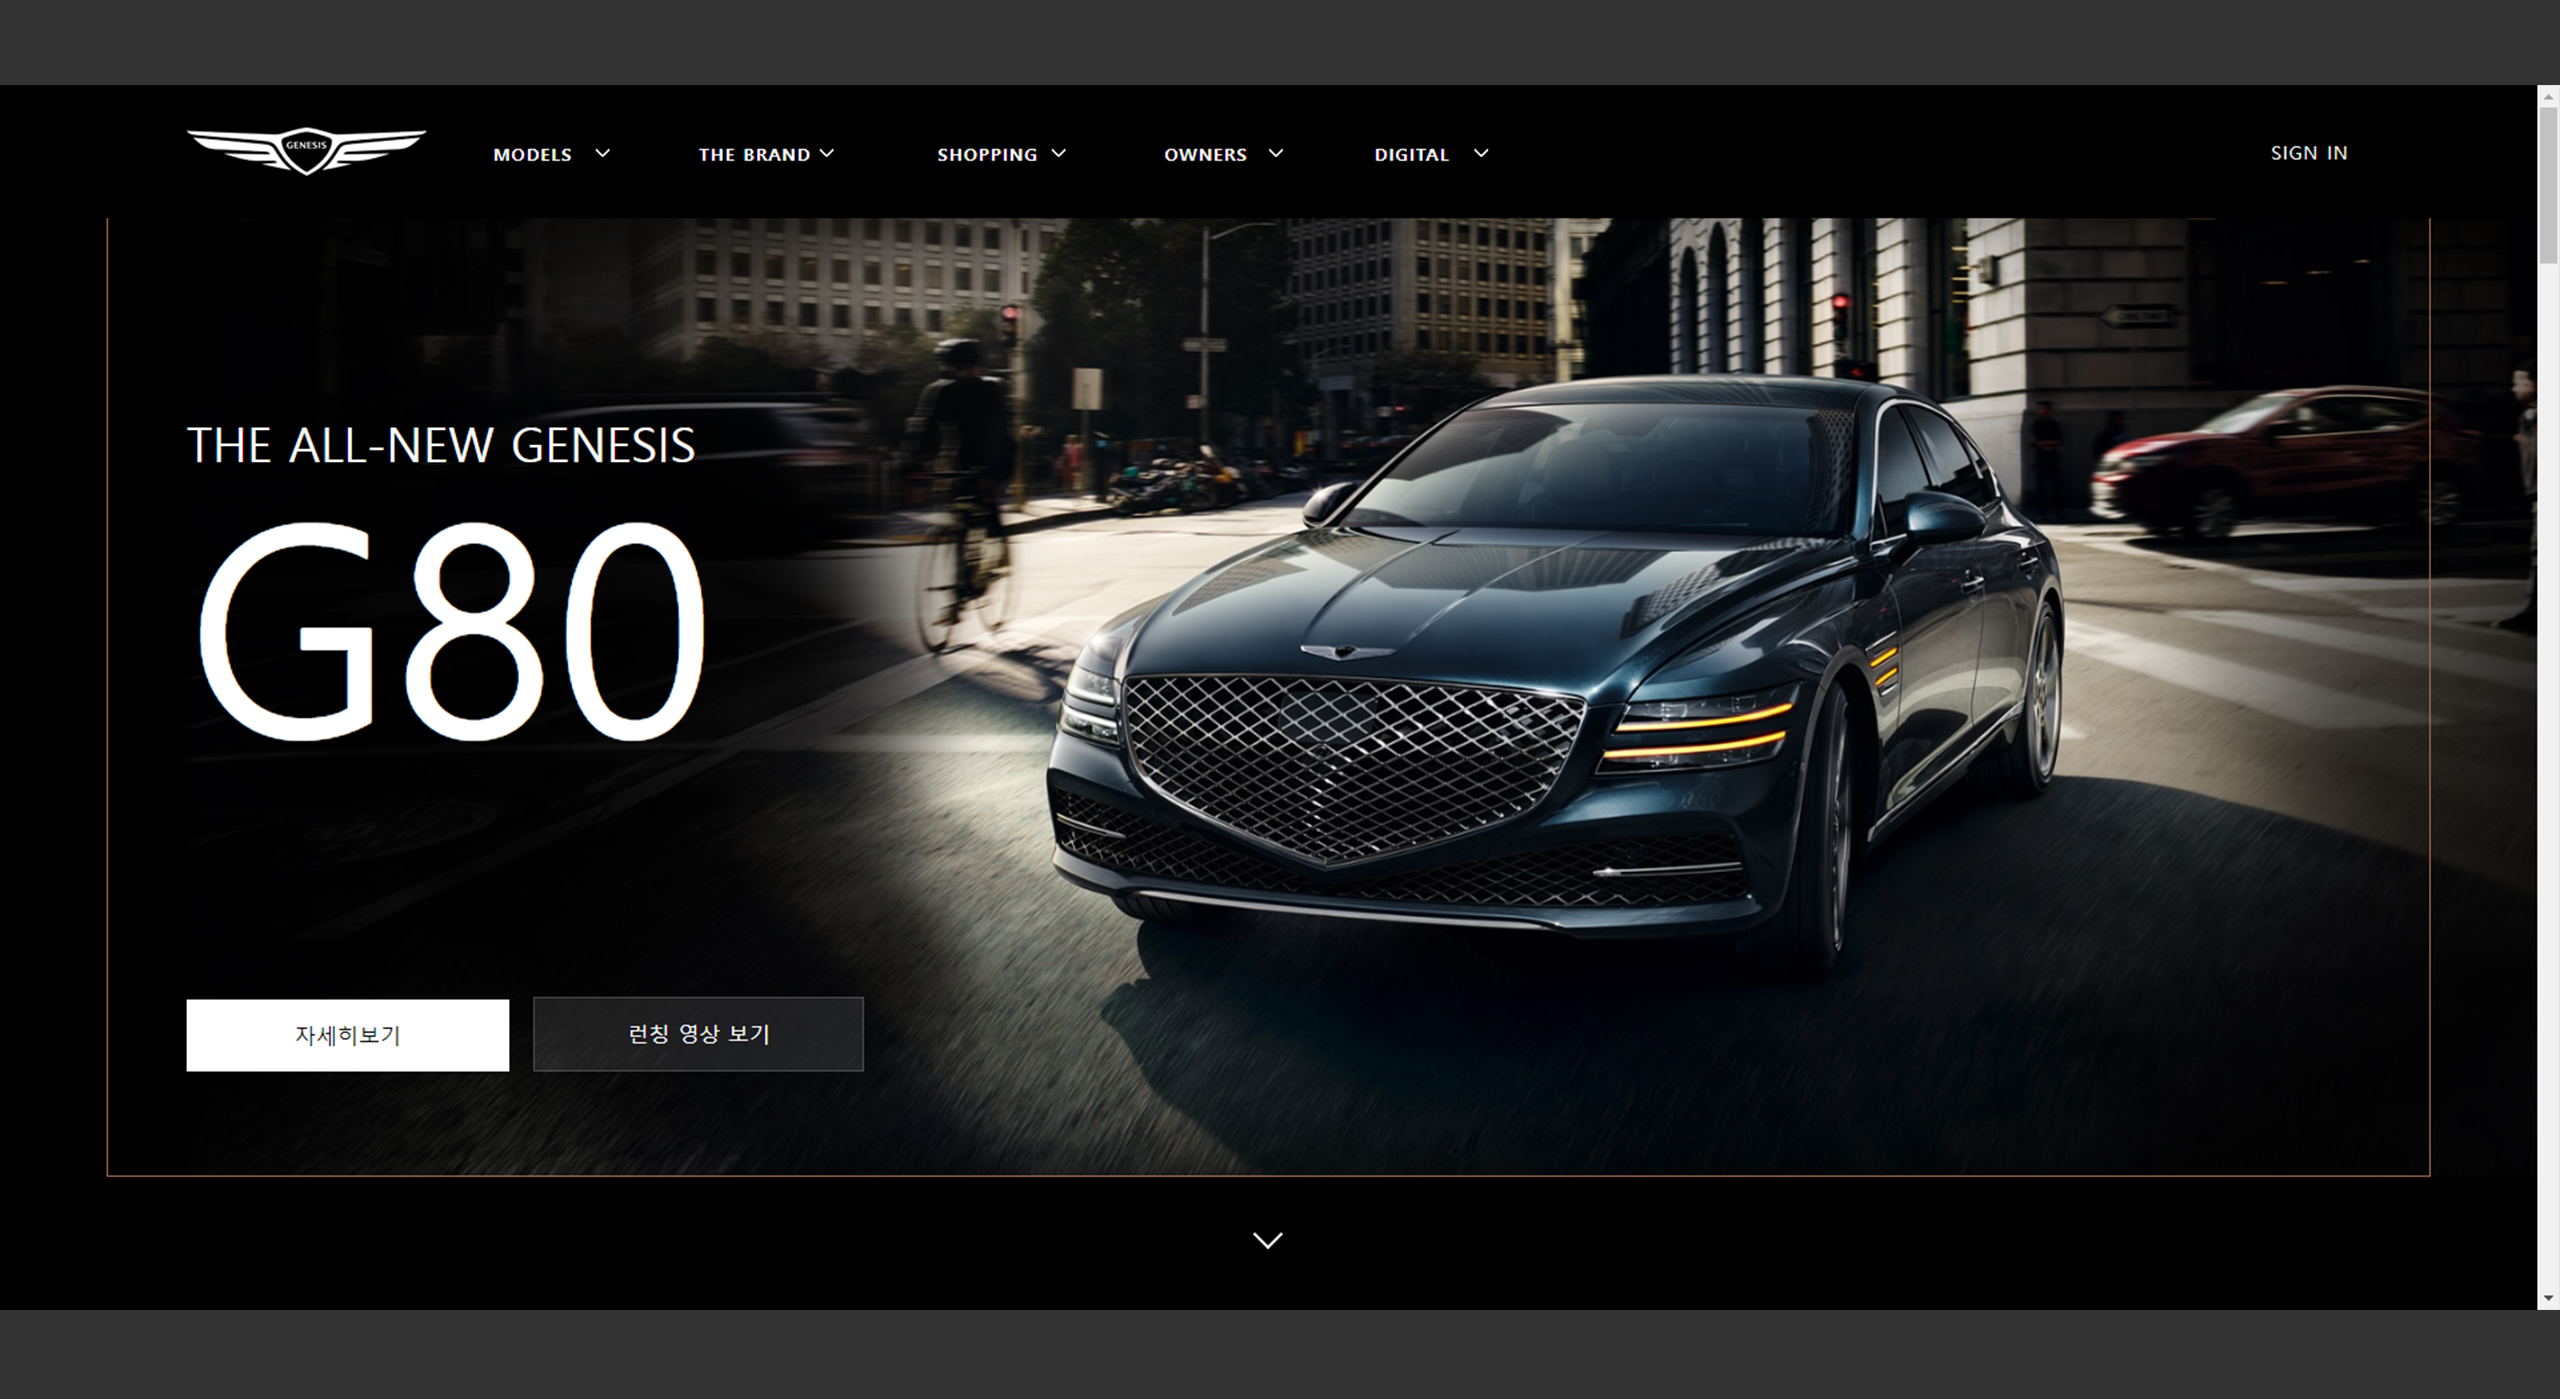 GENESIS
MODELS
THE BRAND
SHOPPING
OWNERS
DIGITAL
SIGN IN
THE ALL-NEW GENESIS
G80
자세히보기
런칭 영상 보기